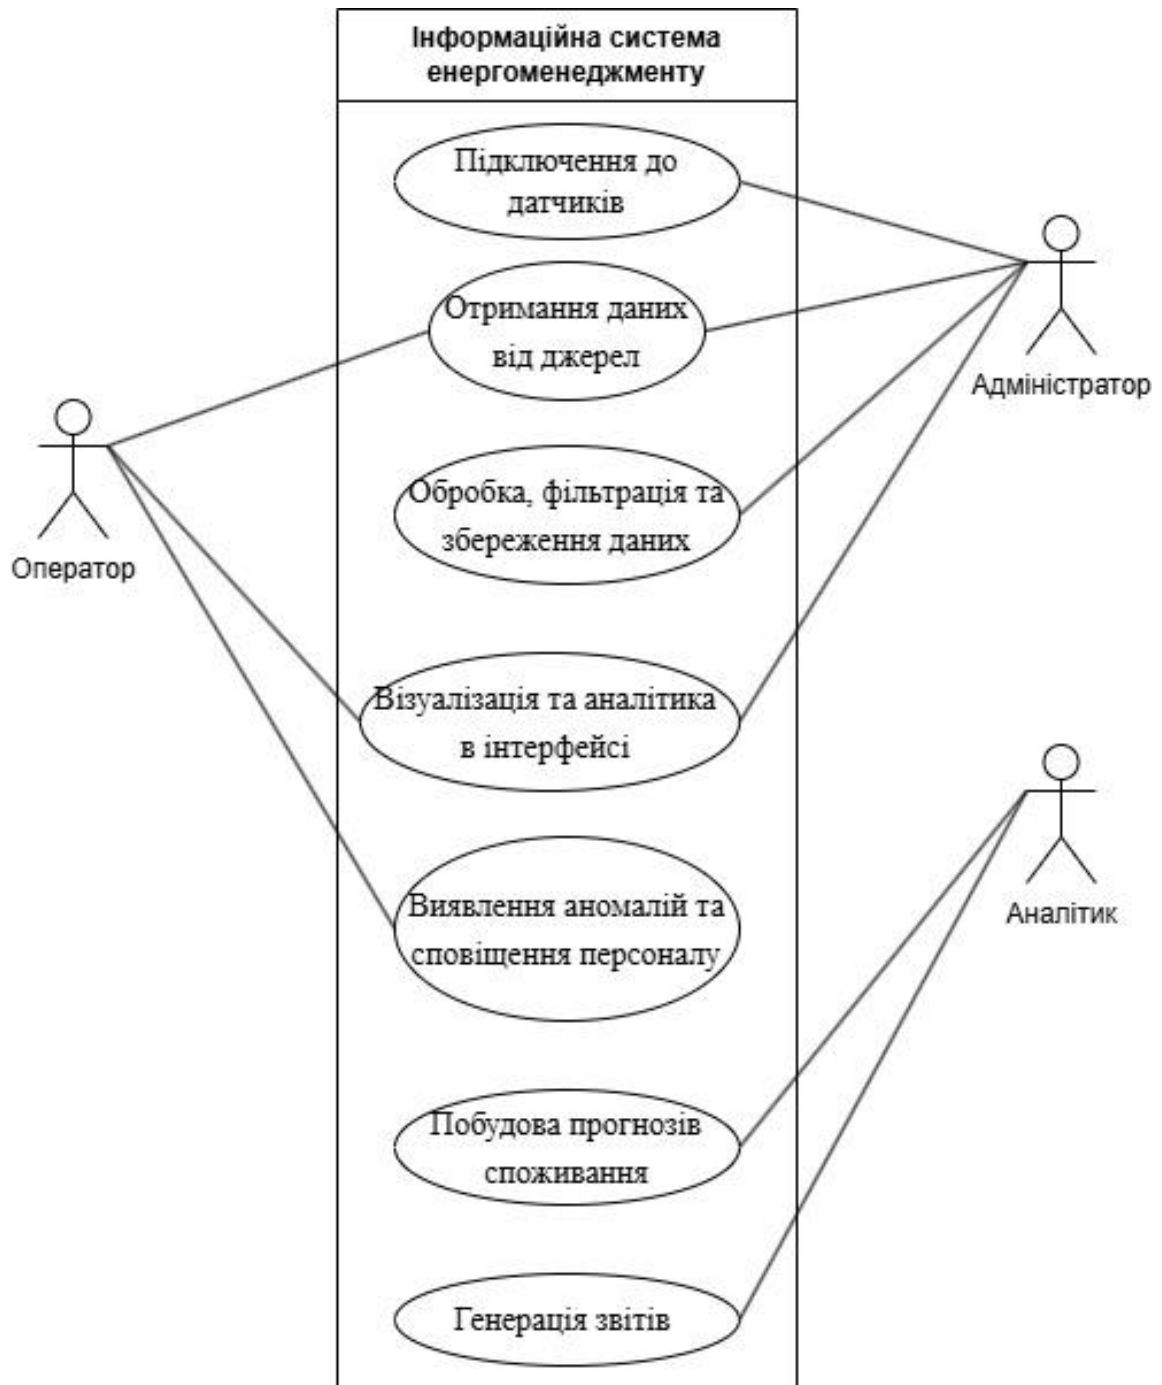 Інформаційна система
енергоменеджменту
Підключення до
датчиків
Отримання даних
від джерел
Адміністратор
Оператор
Обробка, фільтрація та
збереження даних
Візуалізація та аналітика
в інтерфейсі
Виявлення аномалій та
сповіщення персоналу
Аналітик
Побудова прогнозів
споживання
Генерація звітів